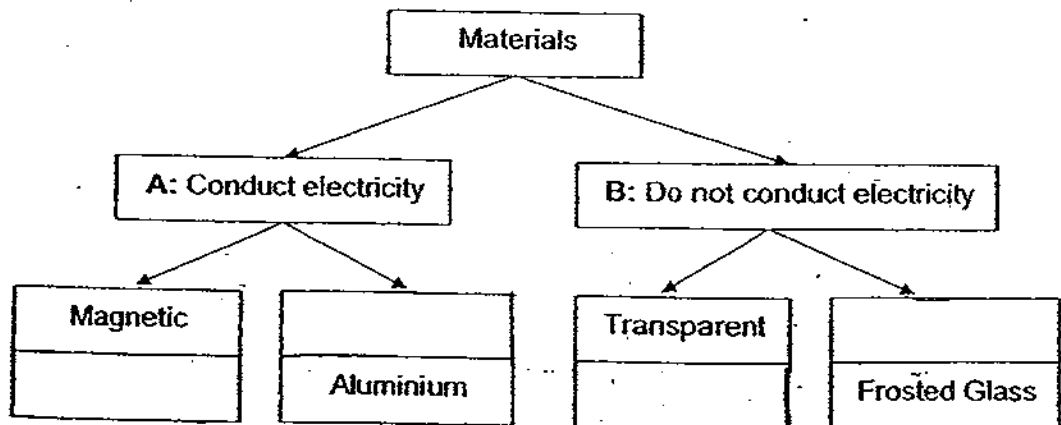 Materials
A: Conduct electricity
B: Do not conduct electricity
Magnetic
Transparent
Aluminium
Frosted Glass